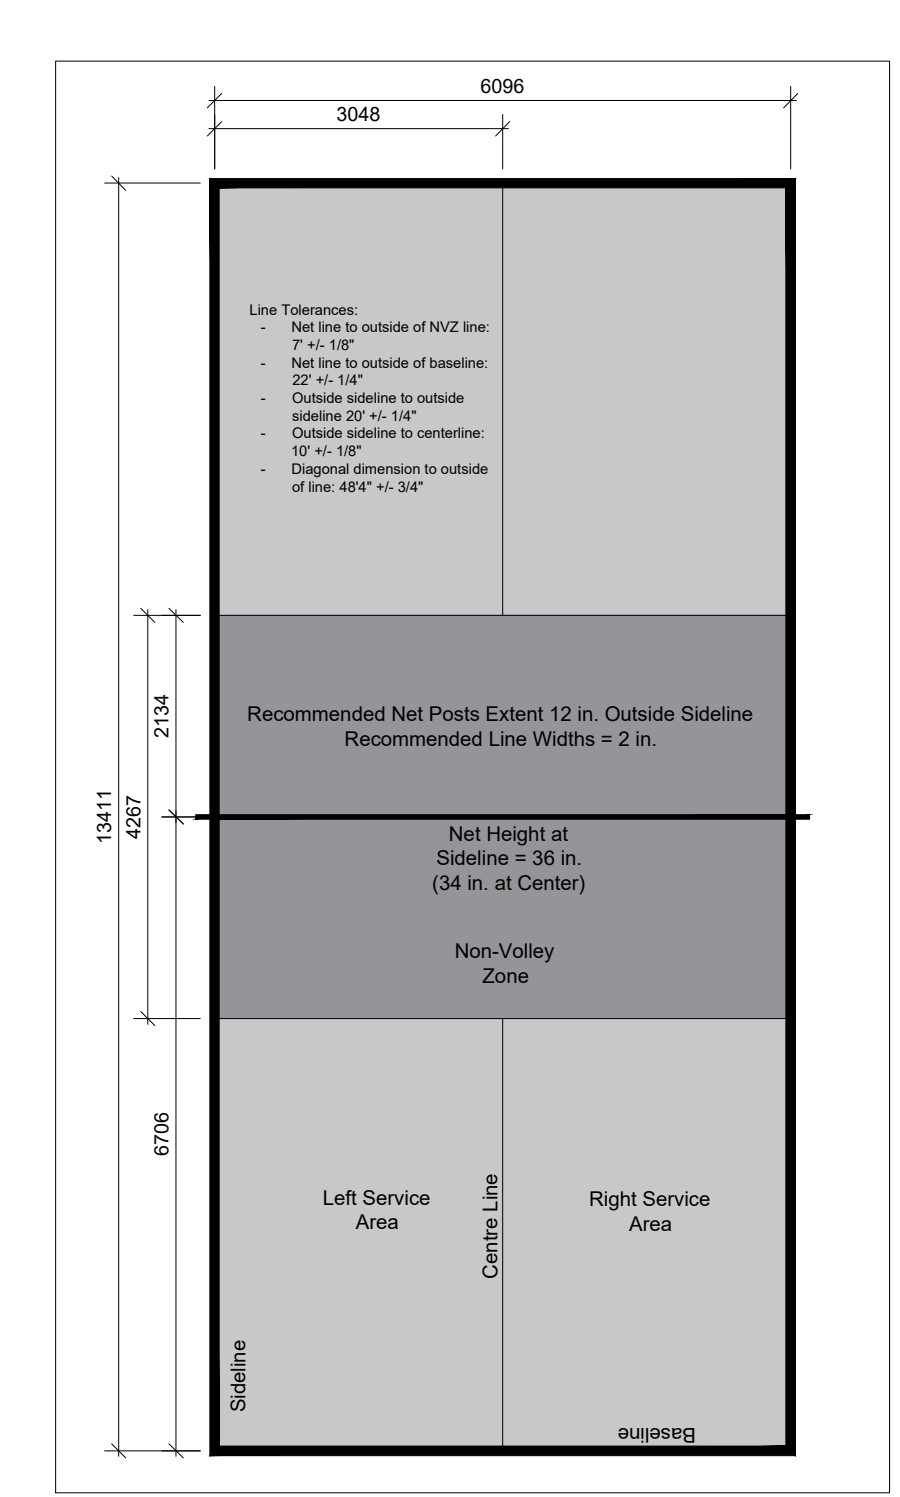 6096
3048
Line Tolerances:
- Net line to outside of NVZ line:
7' +/- 1/8"
- Net line to outside of baseline:
22' +/- 1/4"
- Outside sideline to outside
sideline 20' +/- 1/4"
- Outside sideline to centerline:
10' +/- 1/8"
- Diagonal dimension to outside
of line: 48'4" +/- 3/4"
2134
Recommended Net Posts Extent 12 in. Outside Sideline
Recommended Line Widths = 2 in.
13411
4267
Net Height at
Sideline = 36 in.
(34 in. at Center)
Non-Volley
Zone
6706
Left Service
Area
Centre Line
Right Service
Area
Sideline
Baseline